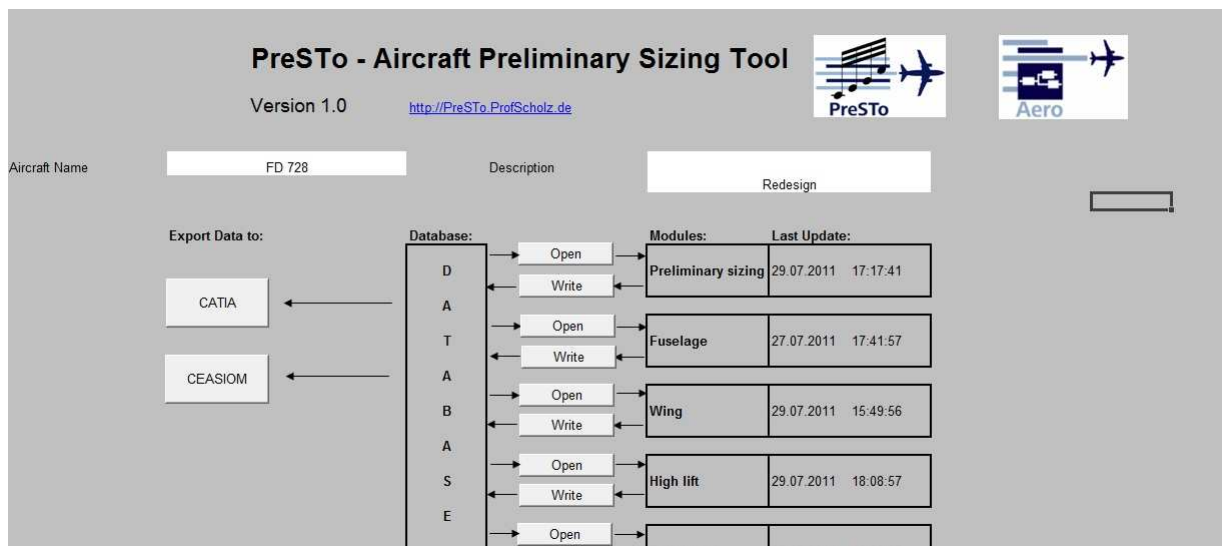 PreSTo - Aircraft Preliminary Sizing Tool
PreSTo
Aero
Version 1.0 http://PreSTo.ProfScholz.de
Aircraft Name FD 728 Description Redesign
Export Data to: Database: Modules: Last Update:
D
A
T
A
B
A
S
E
CATIA
CEASIOM
Open
Write
Preliminary sizing 29.07.2011 17:17:41
Open
Write
Fuselage 27.07.2011 17:41:57
Open
Write
Wing 29.07.2011 15:49:56
Open
Write
High lift 29.07.2011 18:08:57
Open